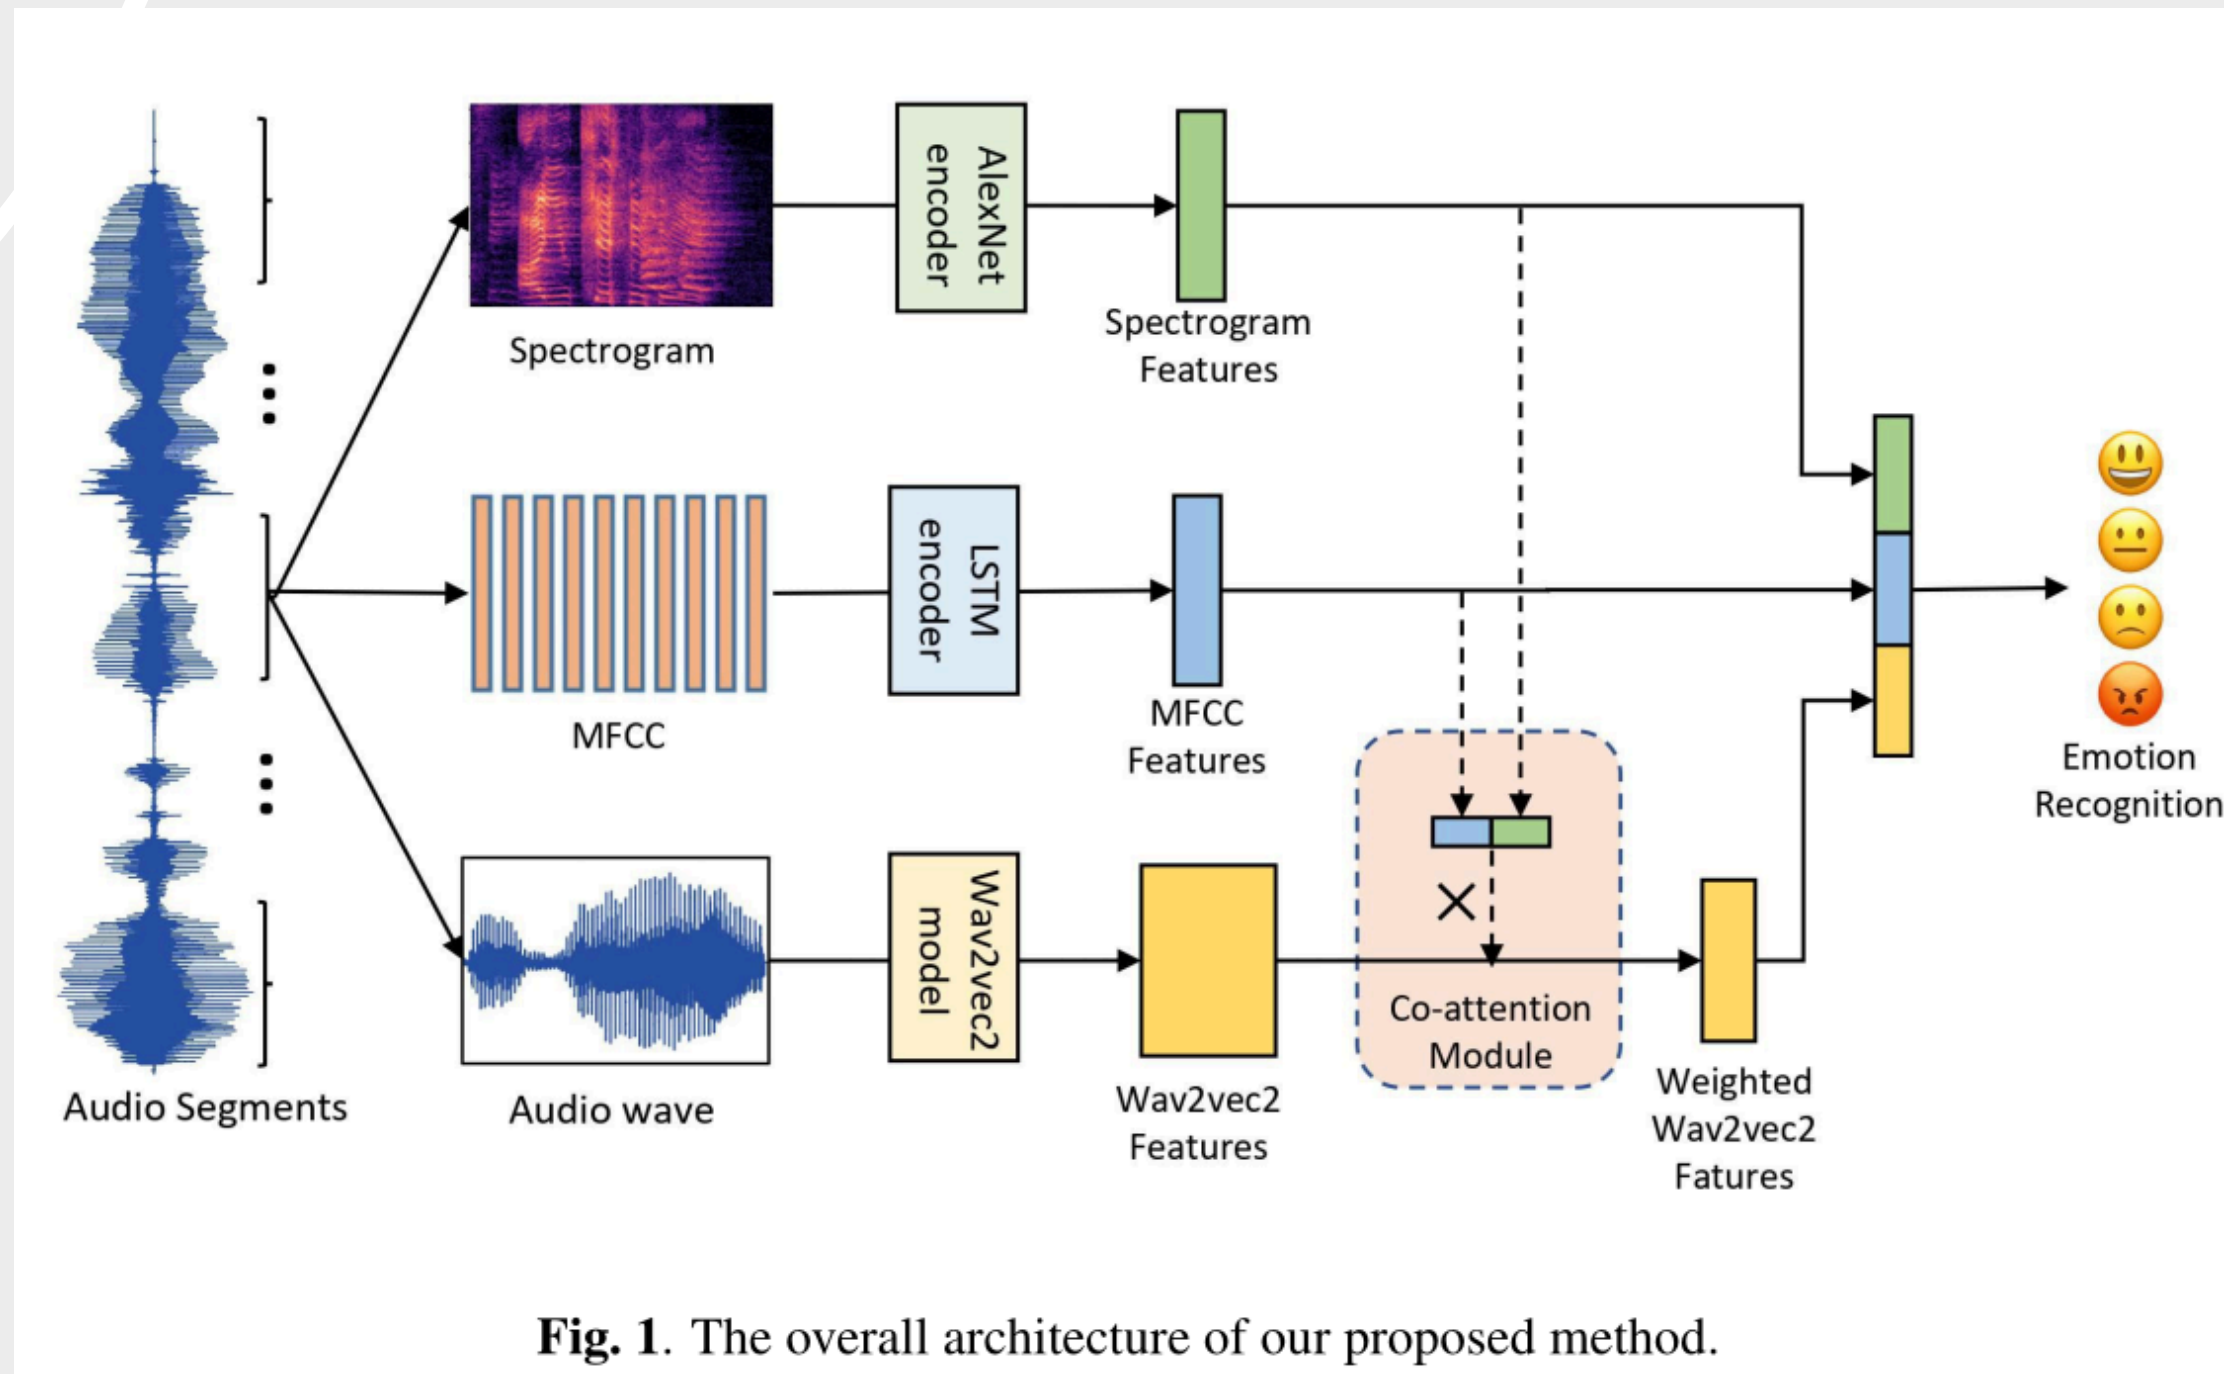 Audio Segments
Spectrogram
AlexNet
encoder
Spectrogram
Features
MFCC
LSTM
encoder
MFCC
Features
Audio wave
Wav2vec2
model
Wav2vec2
Features
Co-attention
Module
Weighted
Wav2vec2
Fatures
Emotion
Recognition
Fig. 1. The overall architecture of our proposed method.